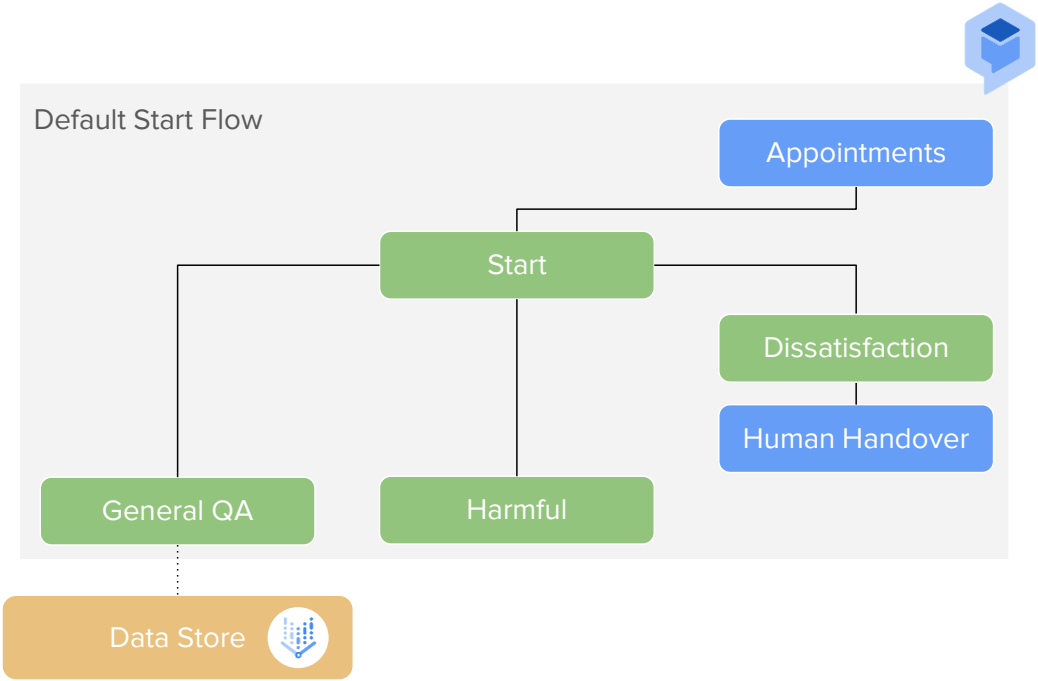 Default Start Flow
Appointments
Start
Dissatisfaction
Human Handover
General QA
Harmful
Data Store